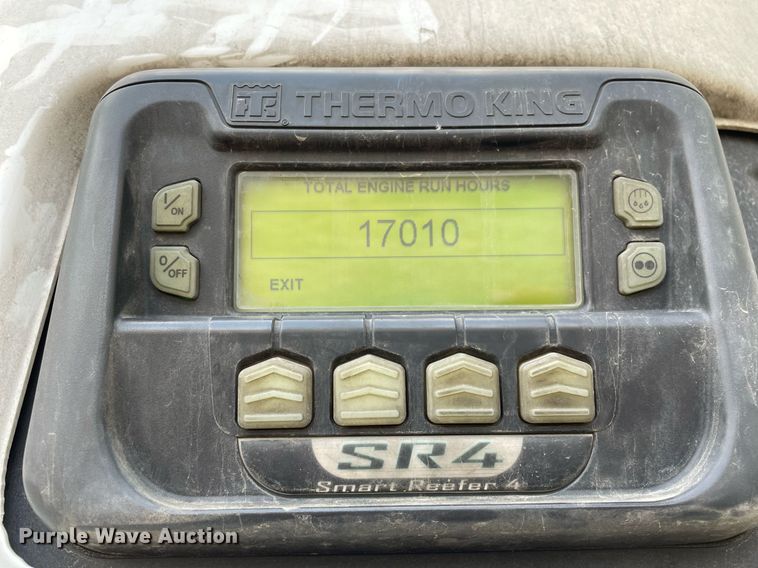 THERMO KING
TOTAL ENGINE RUN HOURS
17010
EXIT
I/ON
O/OFF
SR4
Smart Reefer 4
Purple Wave Auction